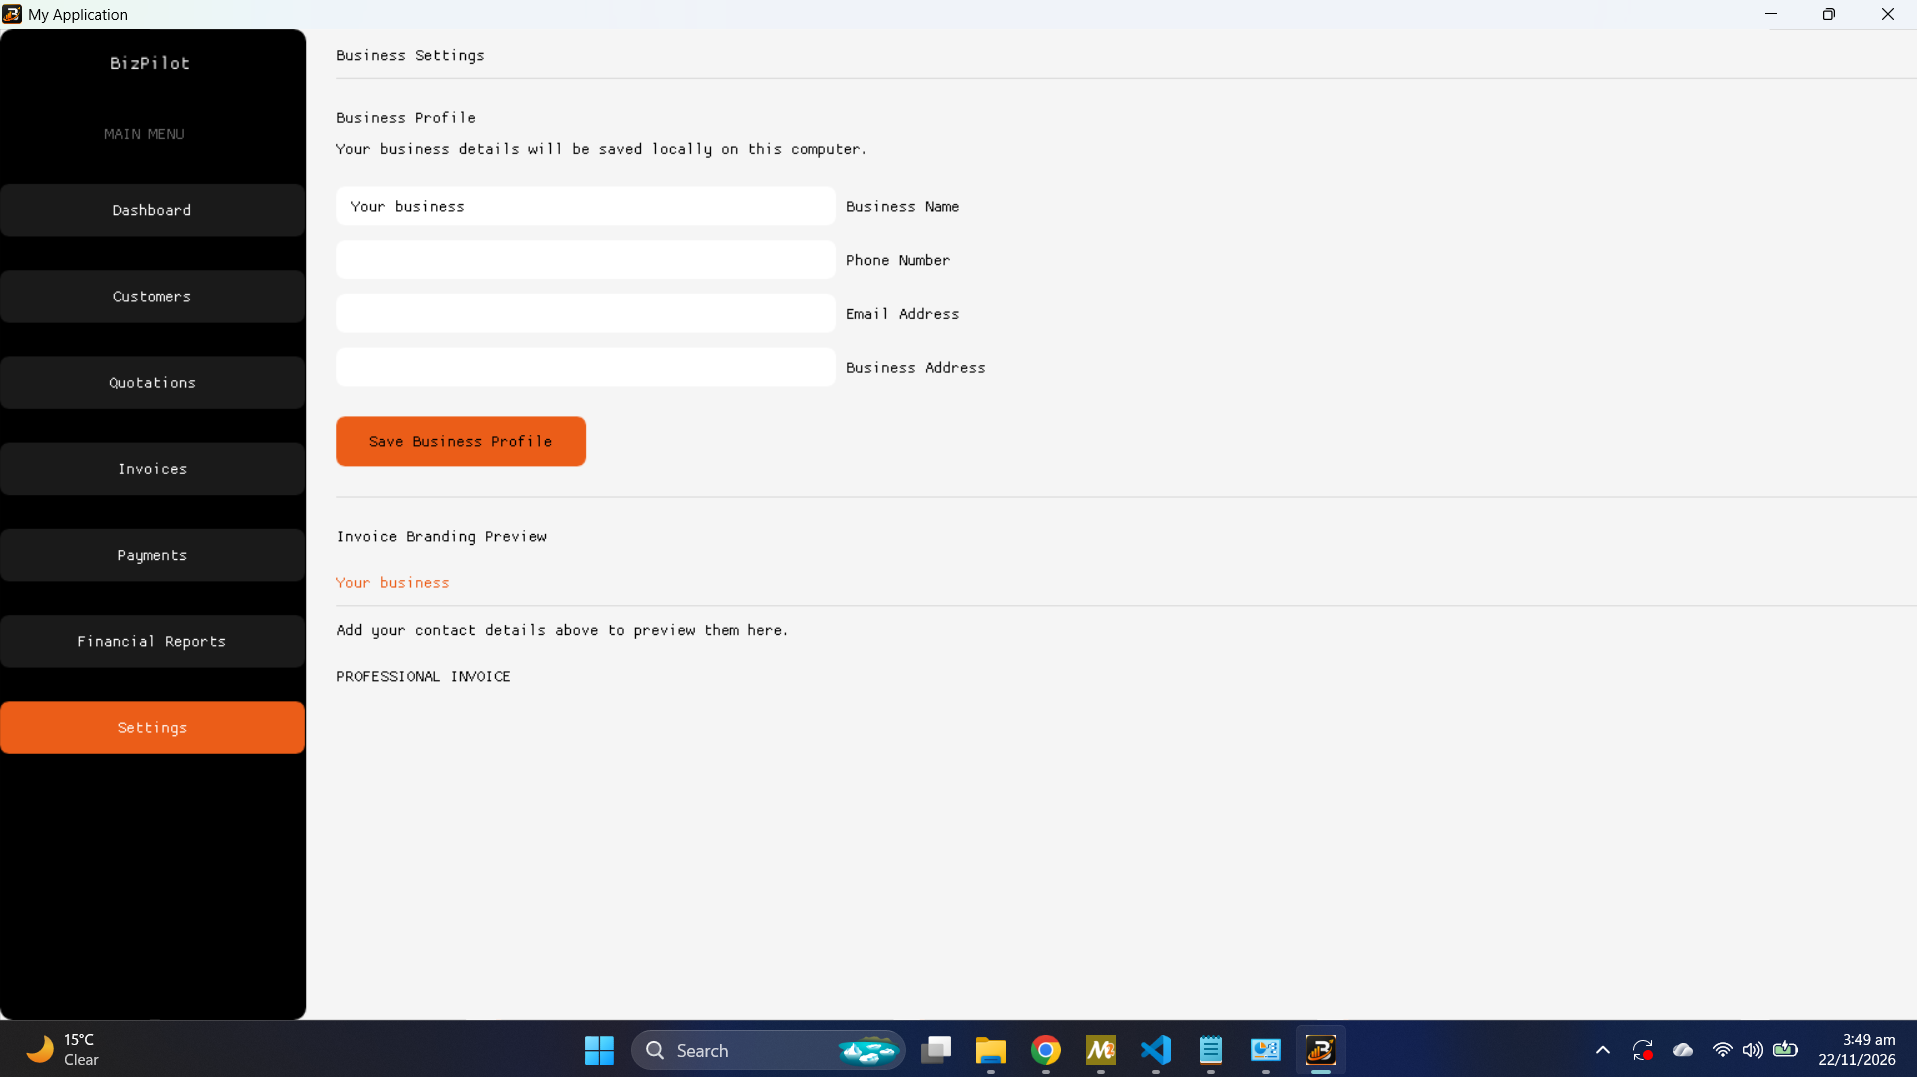 My Application
BizPilot
MAIN MENU
Dashboard
Customers
Quotations
Invoices
Payments
Financial Reports
Settings
Business Settings
Business Profile
Your business details will be saved locally on this computer.
Your business Business Name
Phone Number
Email Address
Business Address
Save Business Profile
Invoice Branding Preview
Your business
Add your contact details above to preview them here.
PROFESSIONAL INVOICE
15°C
Clear
Search
3:49 am
22/11/2026